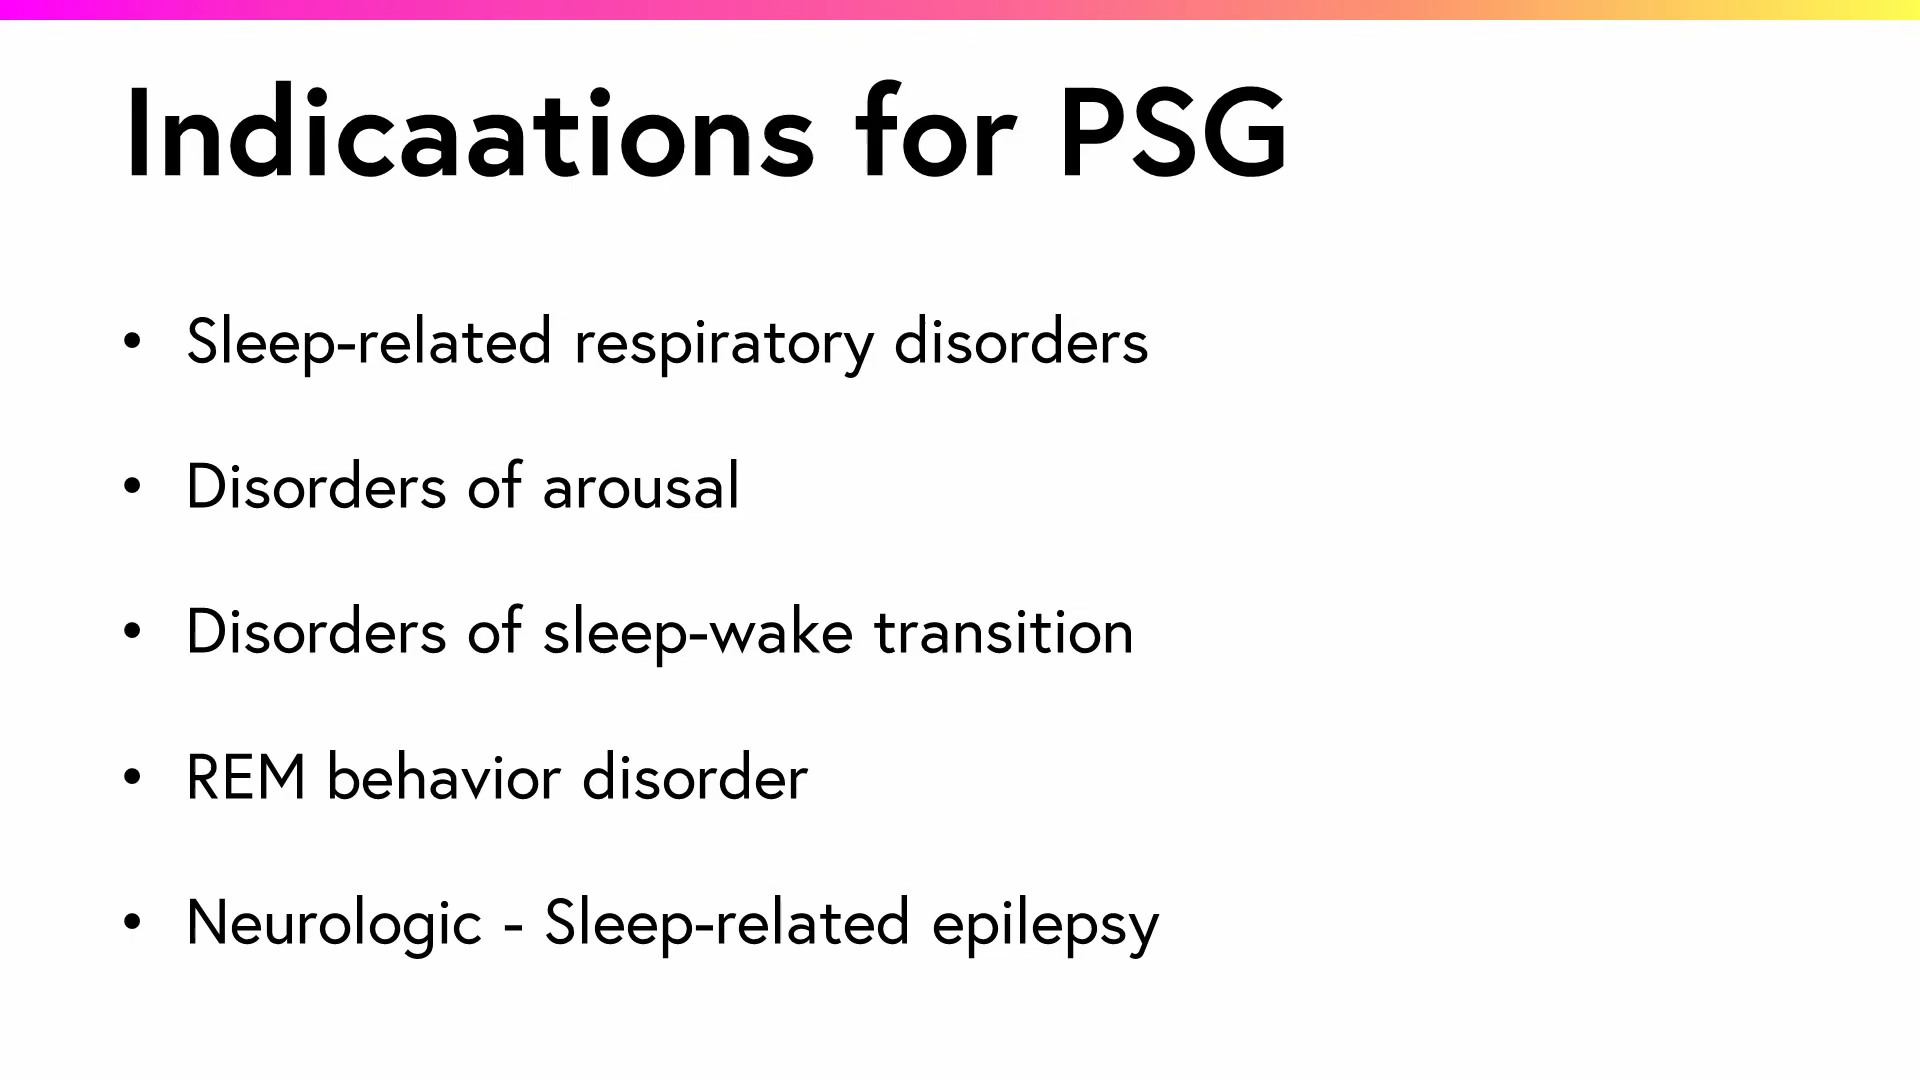 Indicaations for PSG
• Sleep-related respiratory disorders
• Disorders of arousal
• Disorders of sleep-wake transition
• REM behavior disorder
• Neurologic - Sleep-related epilepsy